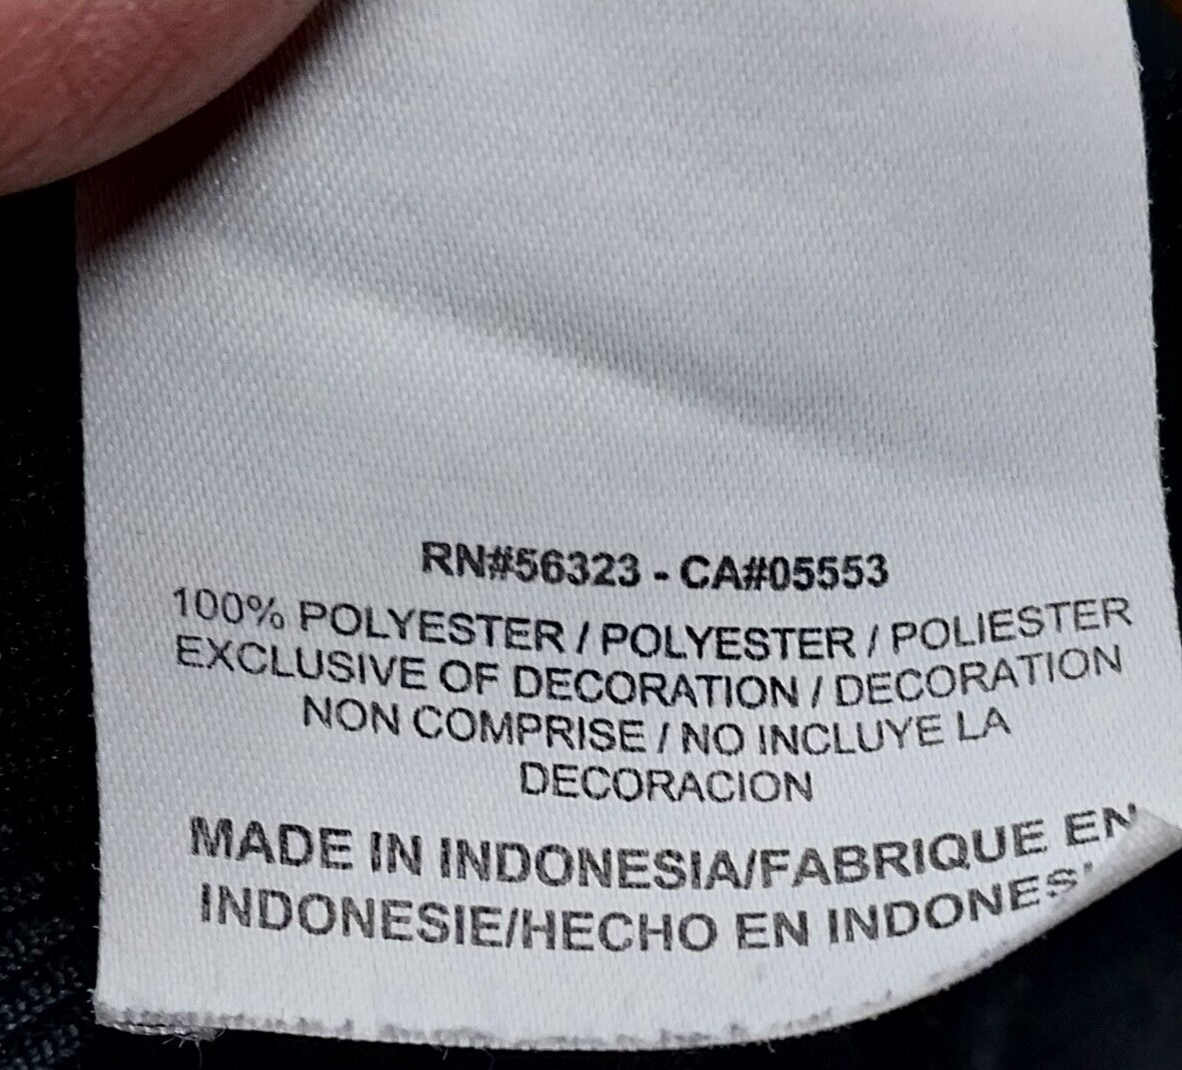 RN#56323 - CA#05553
100% POLYESTER / POLYESTER / POLIESTER
EXCLUSIVE OF DECORATION / DECORATION
NON COMPRISE / NO INCLUYE LA
DECORACION
MADE IN INDONESIA/FABRIQUE EN
INDONESIE/HECHO EN